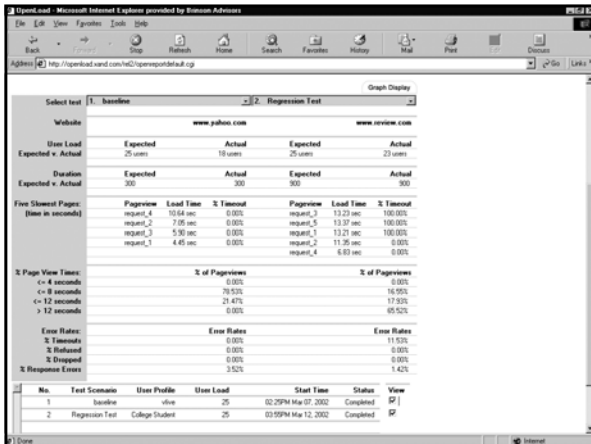 OpenLoad - Microsoft Internet Explorer provided by Brinson Advisors
File Edit View Favorites Tools Help
Back Forward Stop Refresh Home Search Favorites History Mail Print Edit Discuss
Address http://openload.xand.com/rel2/openreportdefault.cgi Go Links
Graph Display
Select test 1. baseline 2. Regression Test
Website www.yahoo.com www.review.com
User Load Expected Actual Expected Actual
Expected v. Actual 25 users 18 users 25 users 23 users
Duration Expected Actual Expected Actual
Expected v. Actual 300 300 900 900
Five Slowest Pages: Pageview Load Time % Timeout Pageview Load Time % Timeout
(time in seconds) request_4 10.64 sec 0.00% request_3 13.23 sec 100.00%
request_2 7.05 sec 0.00% request_5 13.37 sec 100.00%
request_3 5.90 sec 0.00% request_1 13.21 sec 100.00%
request_1 4.45 sec 0.00% request_2 11.35 sec 0.00%
request_4 6.83 sec 0.00%
% Page View Times: % of Pageviews % of Pageviews
<= 4 seconds 0.00% 0.00%
<= 8 seconds 78.53% 16.55%
<= 12 seconds 21.47% 17.93%
> 12 seconds 0.00% 65.52%
Error Rates: Error Rates Error Rates
% Timeouts 0.00% 11.53%
% Refused 0.00% 0.00%
% Dropped 0.00% 0.00%
% Response Errors 3.52% 1.42%
No. Test Scenario User Profile User Load Start Time Status View
1 baseline vlive 25 02:25PM Mar 07, 2002 Completed
2 Regression Test College Student 25 03:55PM Mar 12, 2002 Completed
Done Internet